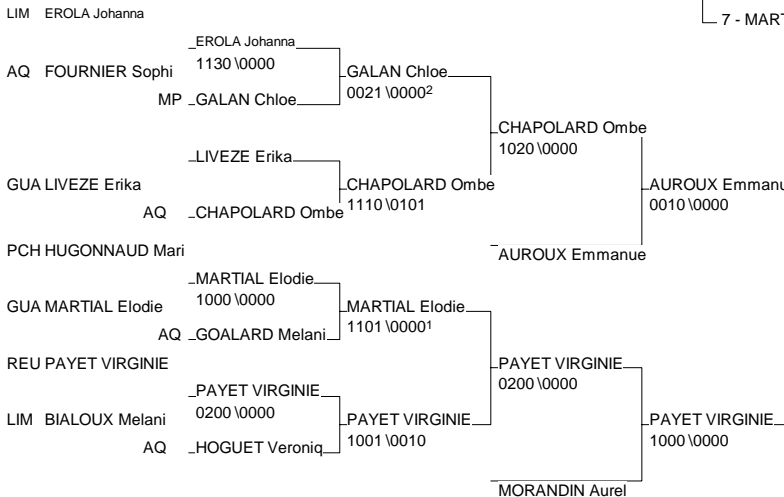 LIM EROLA Johanna
7 - MART
EROLA Johanna
1130 \0000
AQ FOURNIER Sophi
GALAN Chloe
0021 \0000²
MP GALAN Chloe
CHAPOLARD Ombe
1020 \0000
LIVEZE Erika
GUA LIVEZE Erika
CHAPOLARD Ombe
1110 \0101
AUROUX Emmanu
0010 \0000
AQ CHAPOLARD Ombe
PCH HUGONNAUD Mari
AUROUX Emmanue
MARTIAL Elodie
1000 \0000
GUA MARTIAL Elodie
MARTIAL Elodie
1101 \0000¹
AQ GOALARD Melani
REU PAYET VIRGINIE
PAYET VIRGINIE
0200 \0000
PAYET VIRGINIE
0200 \0000
LIM BIALOUX Melani
PAYET VIRGINIE
1001 \0010
PAYET VIRGINIE
1000 \0000
AQ HOGUET Veroniq
MORANDIN Aurel